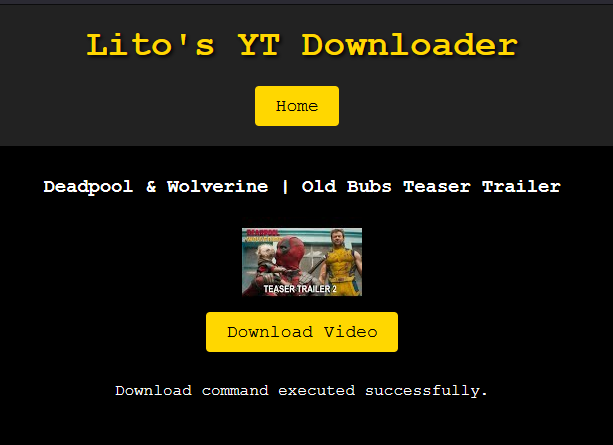 Lito's YT Downloader
Home
Deadpool & Wolverine | Old Bubs Teaser Trailer
DEADPOOL
TEASER TRAILER 2
Download Video
Download command executed successfully.